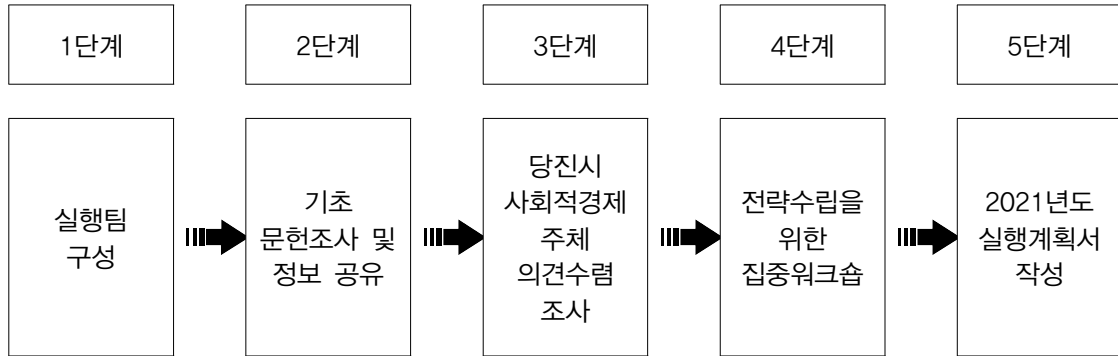 1단계
2단계
3단계
4단계
5단계
실행팀
구성
기초
문헌조사 및
정보 공유
당진시
사회적경제
주체
의견수렴
조사
전략수립을
위한
집중워크숍
2021년도
실행계획서
작성